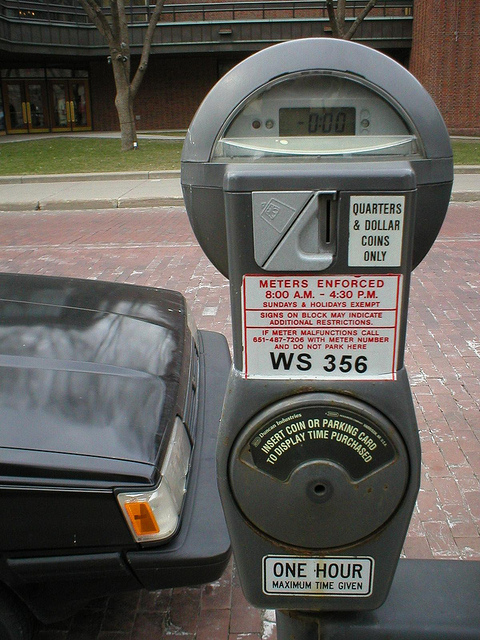 -0:00
QUARTERS
& DOLLAR
COINS
ONLY
METERS ENFORCED
8:00 A.M. - 4:30 P.M.
SUNDAYS & HOLIDAYS EXEMPT
SIGNS ON BLOCK MAY INDICATE
ADDITIONAL RESTRICTIONS.
IF METER MALFUNCTIONS CALL
651-487-7206 WITH METER NUMBER
AND DO NOT PARK HERE
WS 356
Duncan Industries
INSERT COIN OR PARKING CARD
TO DISPLAY TIME PURCHASED
ONE HOUR
MAXIMUM TIME GIVEN